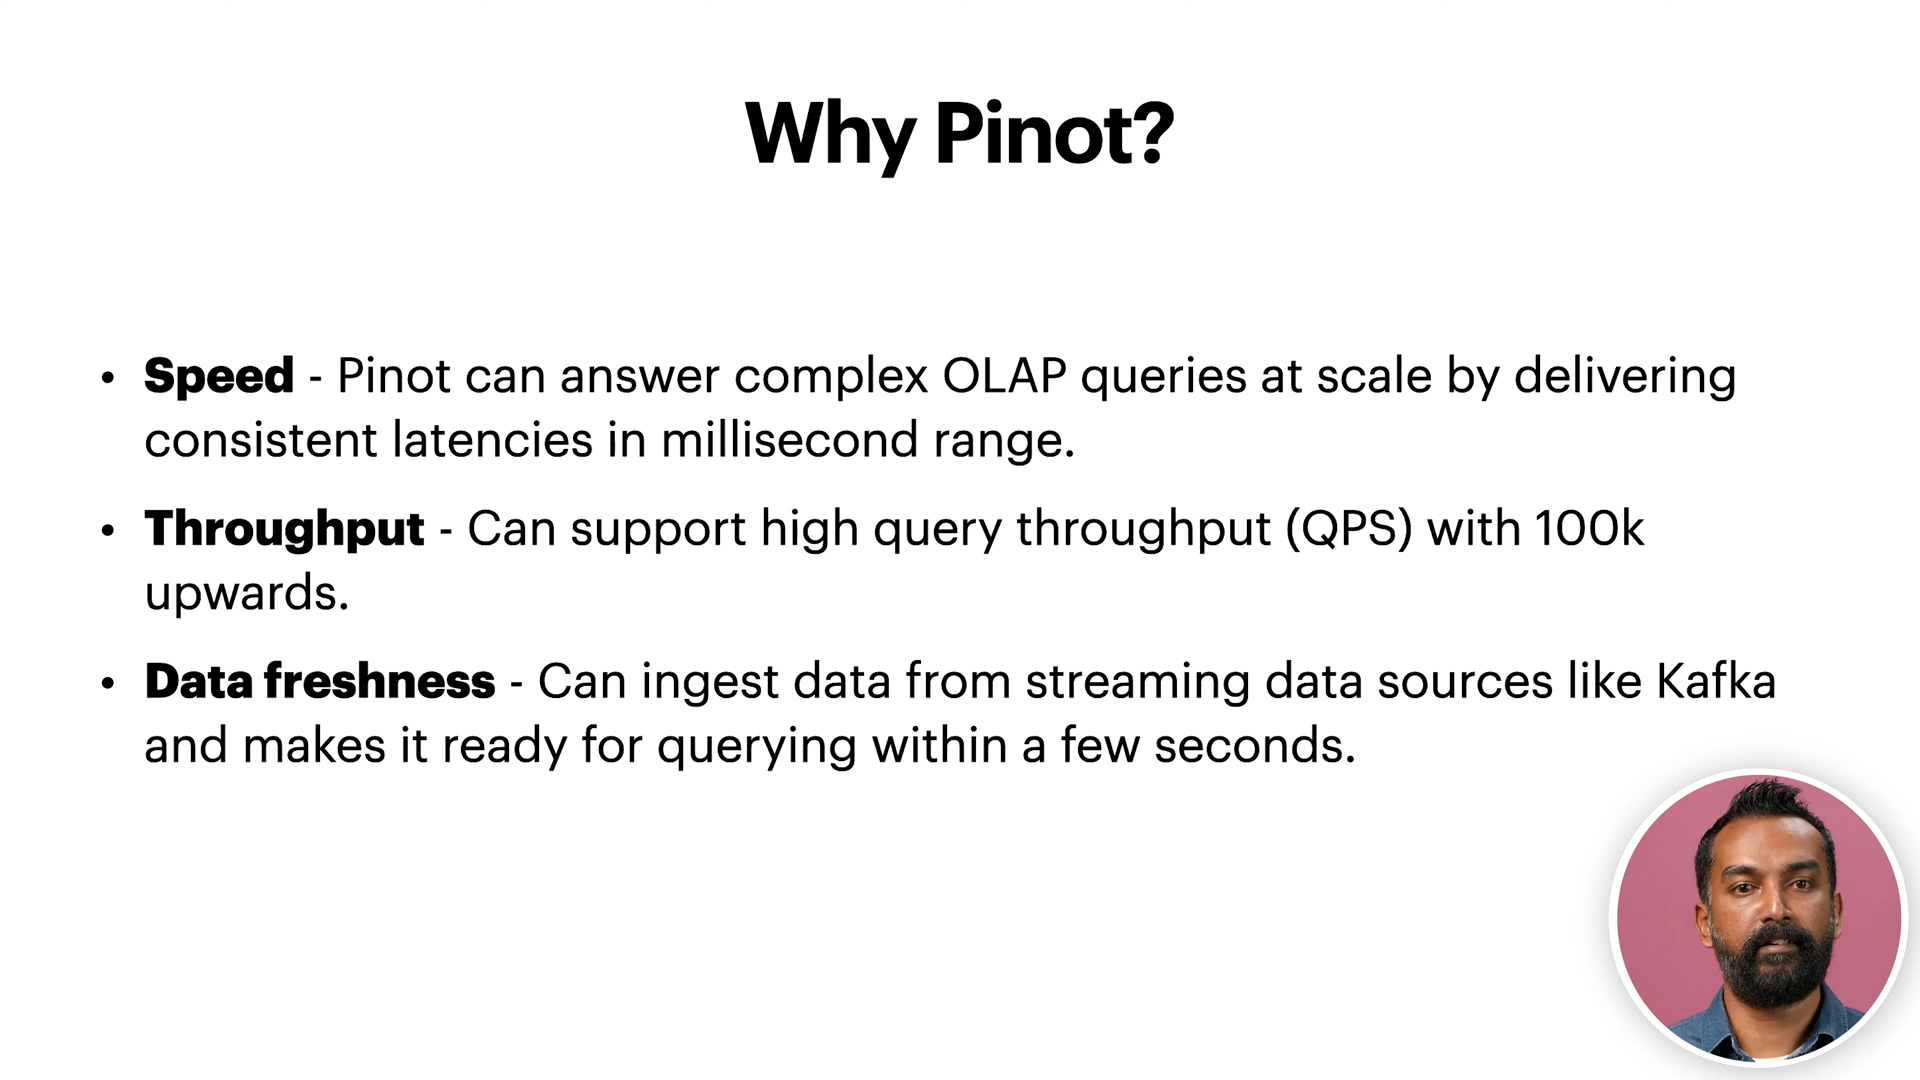 Why Pinot?
• Speed - Pinot can answer complex OLAP queries at scale by delivering
consistent latencies in millisecond range.
• Throughput - Can support high query throughput (QPS) with 100k
upwards.
• Data freshness - Can ingest data from streaming data sources like Kafka
and makes it ready for querying within a few seconds.